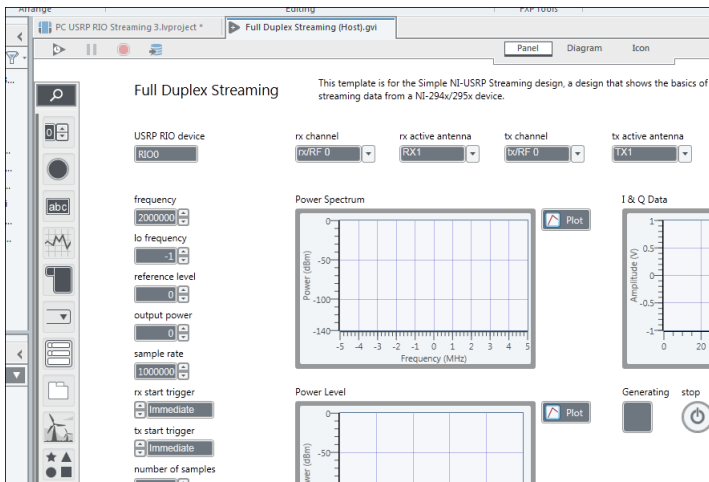 Arrange
Editing
FXP Tools
PC USRP RIO Streaming 3.lvproject *
Full Duplex Streaming (Host).gvi
Panel
Diagram
Icon
Full Duplex Streaming
This template is for the Simple NI-USRP Streaming design, a design that shows the basics of
streaming data from a NI-294x/295x device.
USRP RIO device
rx channel
rx active antenna
tx channel
tx active antenna
RIO0
rx/RF 0
RX1
tx/RF 0
TX1
frequency
Power Spectrum
I & Q Data
2000000
Plot
lo frequency
-1
reference level
0
output power
0
sample rate
1000000
0
-50
-100
-140
Power (dBm)
-5 -4 -3 -2 -1 0 1 2 3 4 5
Frequency (MHz)
1
0.5
0
-0.5
-1
Amplitude (V)
0 20
rx start trigger
Power Level
Generating
stop
Immediate
Plot
tx start trigger
Immediate
number of samples
0
-50
(dBm)
0
abc